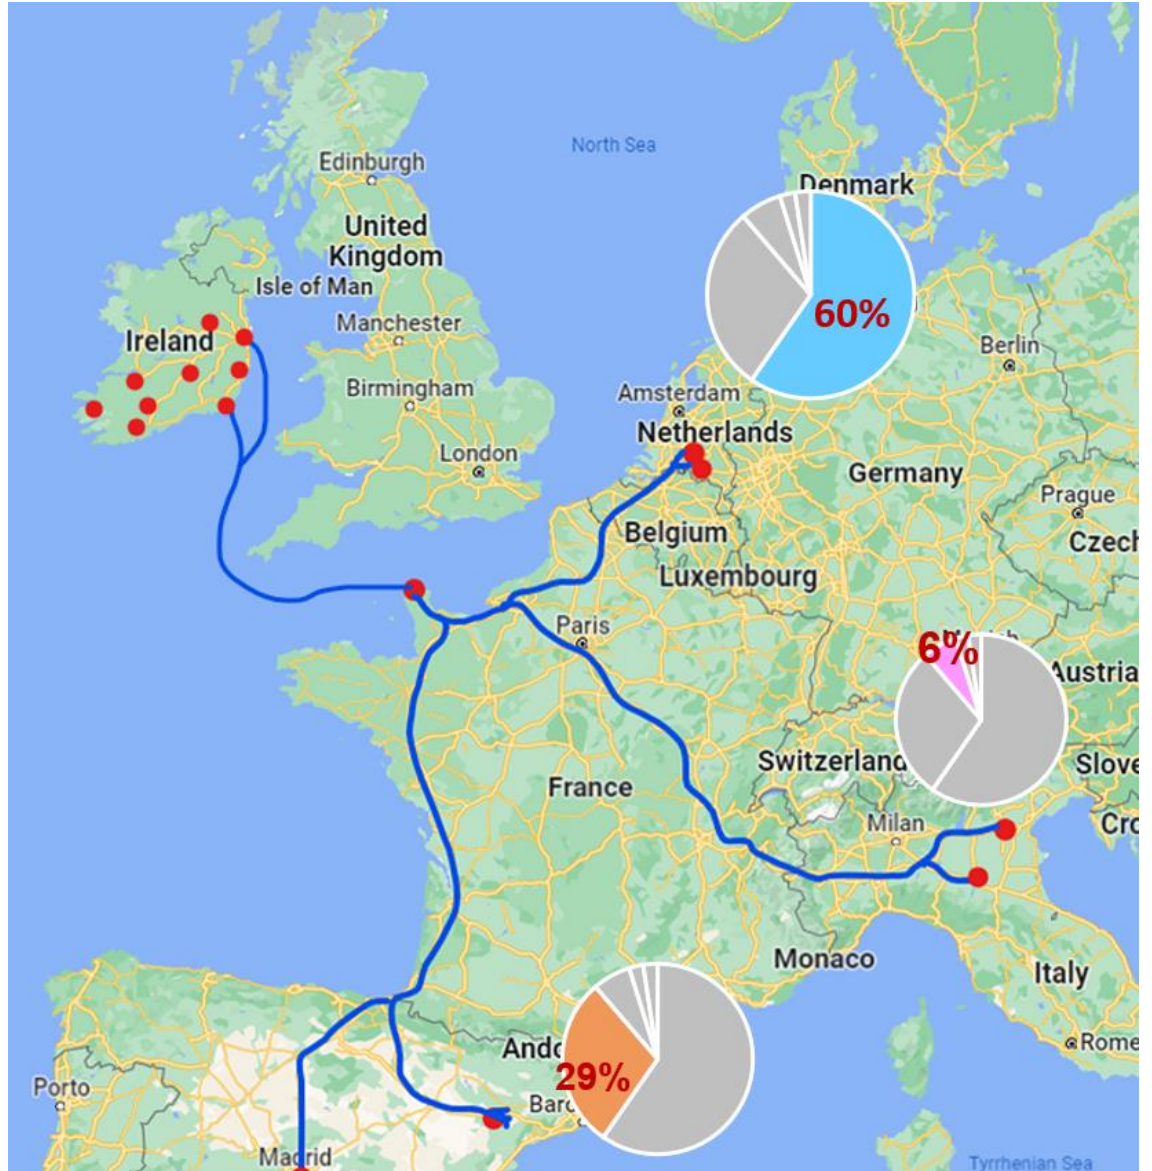 North Sea
Edinburgh
Denmark
United
Kingdom
Isle of Man
60%
Manchester
Ireland
Berlin
Birmingham
Amsterdam
Netherlands
London
Germany
Prague
Belgium
Czech
Luxembourg
Paris
6%
Austria
Switzerland
Slove
France
Milan
Cro
Monaco
Italy
Rome
Ando
29%
Porto
Barc
Madrid
Tyrrhenian Sea